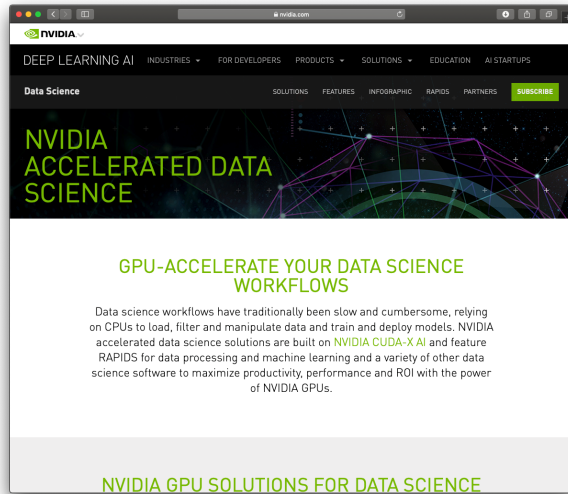 nvidia.com
NVIDIA.
DEEP LEARNING AI INDUSTRIES FOR DEVELOPERS PRODUCTS SOLUTIONS EDUCATION AI STARTUPS
Data Science SOLUTIONS FEATURES INFOGRAPHIC RAPIDS PARTNERS SUBSCRIBE
NVIDIA
ACCELERATED DATA
SCIENCE
GPU-ACCELERATE YOUR DATA SCIENCE
WORKFLOWS
Data science workflows have traditionally been slow and cumbersome, relying
on CPUs to load, filter and manipulate data and train and deploy models. NVIDIA
accelerated data science solutions are built on NVIDIA CUDA-X AI and feature
RAPIDS for data processing and machine learning and a variety of other data
science software to maximize productivity, performance and ROI with the power
of NVIDIA GPUs.
NVIDIA GPU SOLUTIONS FOR DATA SCIENCE